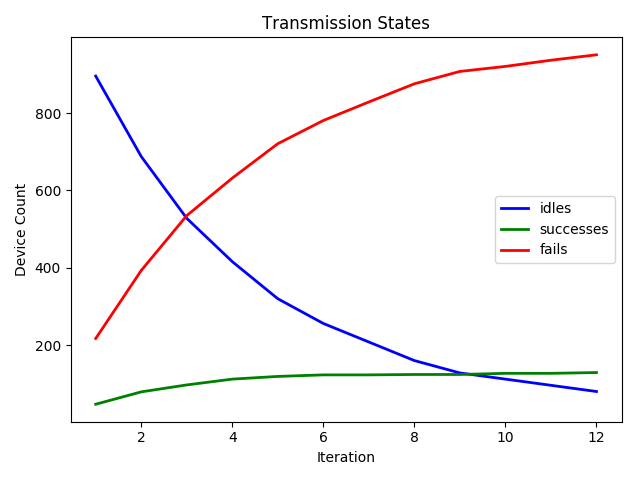 Transmission States
Device Count
800
600
400
200
idles
successes
fails
2 4 6 8 10 12
Iteration